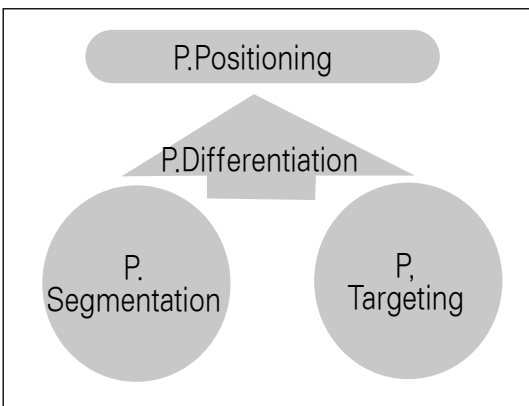 P.Positioning
P.Differentiation
P.
Segmentation
P,
Targeting